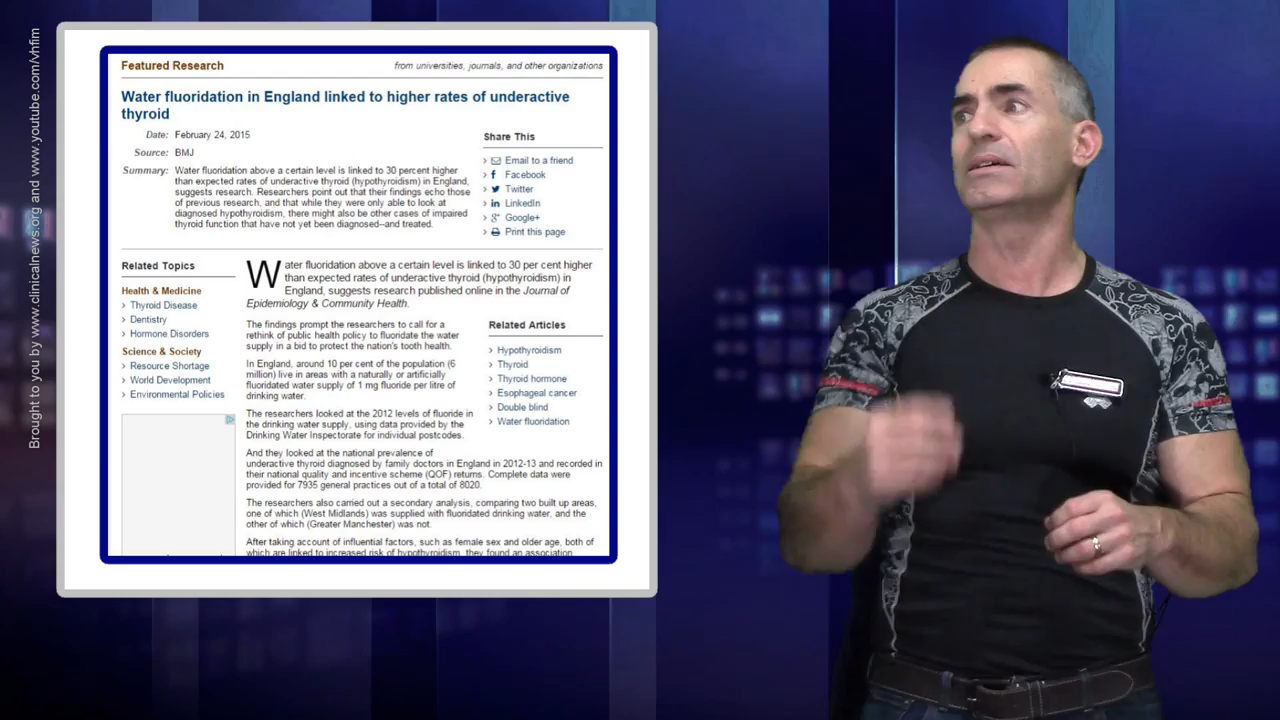 Brought to you by www.clinicalnews.org and www.youtube.com/vhfim
Featured Research
from universities, journals, and other organizations
Water fluoridation in England linked to higher rates of underactive
thyroid
Date: February 24, 2015
Source: BMJ
Summary: Water fluoridation above a certain level is linked to 30 percent higher
than expected rates of underactive thyroid (hypothyroidism) in England,
suggests research. Researchers point out that their findings echo those
of previous research, and that while they were only able to look at
diagnosed hypothyroidism, there might also be other cases of impaired
thyroid function that have not yet been diagnosed--and treated.
Share This
Email to a friend
Facebook
Twitter
LinkedIn
Google+
Print this page
Related Topics
Health & Medicine
Thyroid Disease
Dentistry
Hormone Disorders
Science & Society
Resource Shortage
World Development
Environmental Policies
Water fluoridation above a certain level is linked to 30 per cent higher
than expected rates of underactive thyroid (hypothyroidism) in
England, suggests research published online in the Journal of
Epidemiology & Community Health.
The findings prompt the researchers to call for a
rethink of public health policy to fluoridate the water
supply in a bid to protect the nation's tooth health.
In England, around 10 per cent of the population (6
million) live in areas with a naturally or artificially
fluoridated water supply of 1 mg fluoride per litre of
drinking water.
The researchers looked at the 2012 levels of fluoride in
the drinking water supply, using data provided by the
Drinking Water Inspectorate for individual postcodes.
And they looked at the national prevalence of
underactive thyroid diagnosed by family doctors in England in 2012-13 and recorded in
their national quality and incentive scheme (QOF) returns. Complete data were
provided for 7935 general practices out of a total of 8020.
The researchers also carried out a secondary analysis, comparing two built up areas,
one of which (West Midlands) was supplied with fluoridated drinking water, and the
other of which (Greater Manchester) was not.
After taking account of influential factors, such as female sex and older age, both of
which are linked to increased risk of hypothyroidism, they found an association
Related Articles
Hypothyroidism
Thyroid
Thyroid hormone
Esophageal cancer
Double blind
Water fluoridation